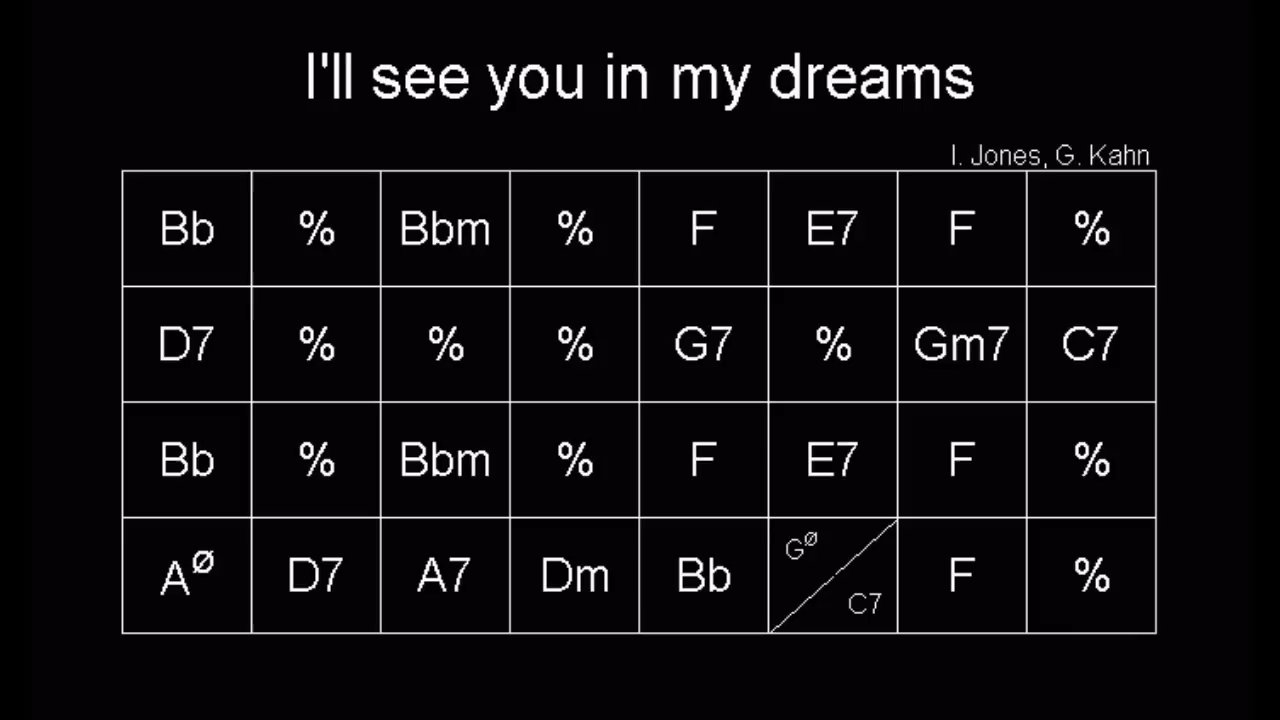 I'll see you in my dreams
I. Jones, G. Kahn
Bb % Bbm % F E7 F %
D7 % % % G7 % Gm7 C7
Bb % Bbm % F E7 F %
AØ D7 A7 Dm Bb GØ C7 F %